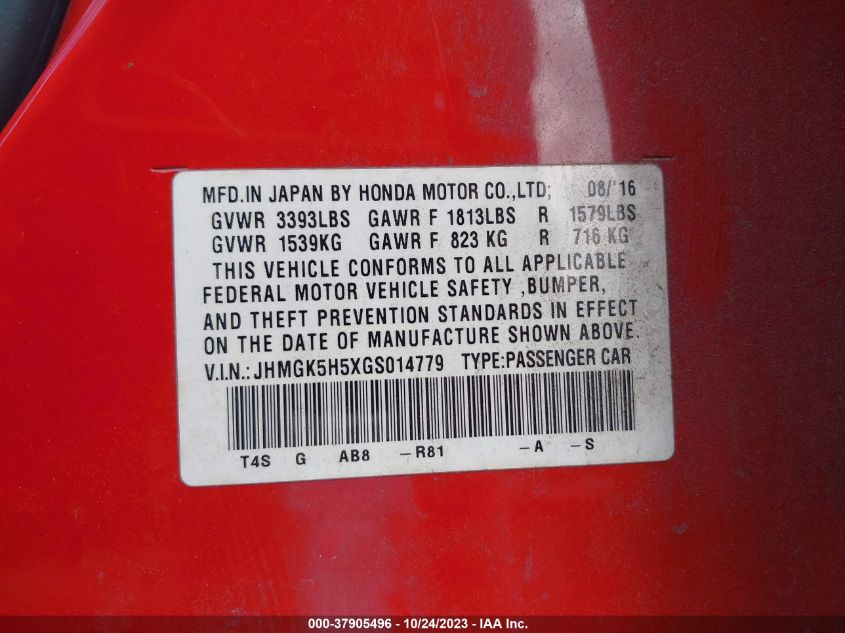 MFD.IN JAPAN BY HONDA MOTOR CO.,LTD; 08/'16
GVWR 3393LBS GAWR F 1813LBS R 1579LBS
GVWR 1539KG GAWR F 823 KG R 716 KG
THIS VEHICLE CONFORMS TO ALL APPLICABLE
FEDERAL MOTOR VEHICLE SAFETY ,BUMPER,
AND THEFT PREVENTION STANDARDS IN EFFECT
ON THE DATE OF MANUFACTURE SHOWN ABOVE.
V.I.N.: JHMGK5H5XGS014779 TYPE:PASSENGER CAR
T4S G AB8 -R81 -A -S
000-37905496 - 10/24/2023 - IAA Inc.